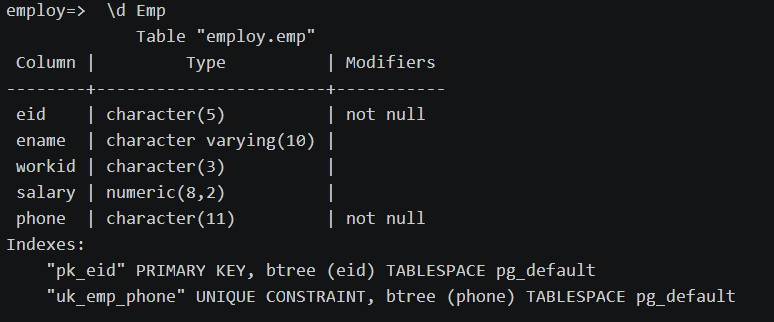 employ=>  \d Emp
             Table "employ.emp"
 Column |         Type          | Modifiers
--------+-----------------------+-----------
 eid    | character(5)          | not null
 ename  | character varying(10) |
 workid | character(3)          |
 salary | numeric(8,2)          |
 phone  | character(11)         | not null
Indexes:
    "pk_eid" PRIMARY KEY, btree (eid) TABLESPACE pg_default
    "uk_emp_phone" UNIQUE CONSTRAINT, btree (phone) TABLESPACE pg_default